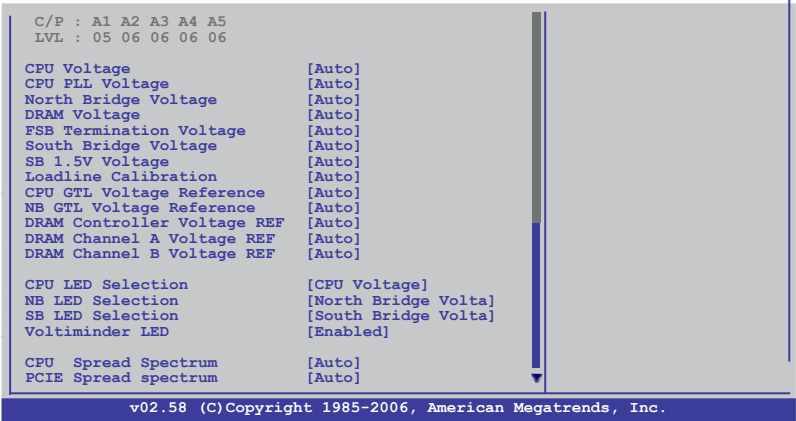 C/P : A1 A2 A3 A4 A5
LVL : 05 06 06 06 06
CPU Voltage [Auto]
CPU PLL Voltage [Auto]
North Bridge Voltage [Auto]
DRAM Voltage [Auto]
FSB Termination Voltage [Auto]
South Bridge Voltage [Auto]
SB 1.5V Voltage [Auto]
Loadline Calibration [Auto]
CPU GTL Voltage Reference [Auto]
NB GTL Voltage Reference [Auto]
DRAM Controller Voltage REF [Auto]
DRAM Channel A Voltage REF [Auto]
DRAM Channel B Voltage REF [Auto]
CPU LED Selection [CPU Voltage]
NB LED Selection [North Bridge Volta]
SB LED Selection [South Bridge Volta]
Voltiminder LED [Enabled]
CPU Spread Spectrum [Auto]
PCIE Spread spectrum [Auto]
v02.58 (C)Copyright 1985-2006, American Megatrends, Inc.